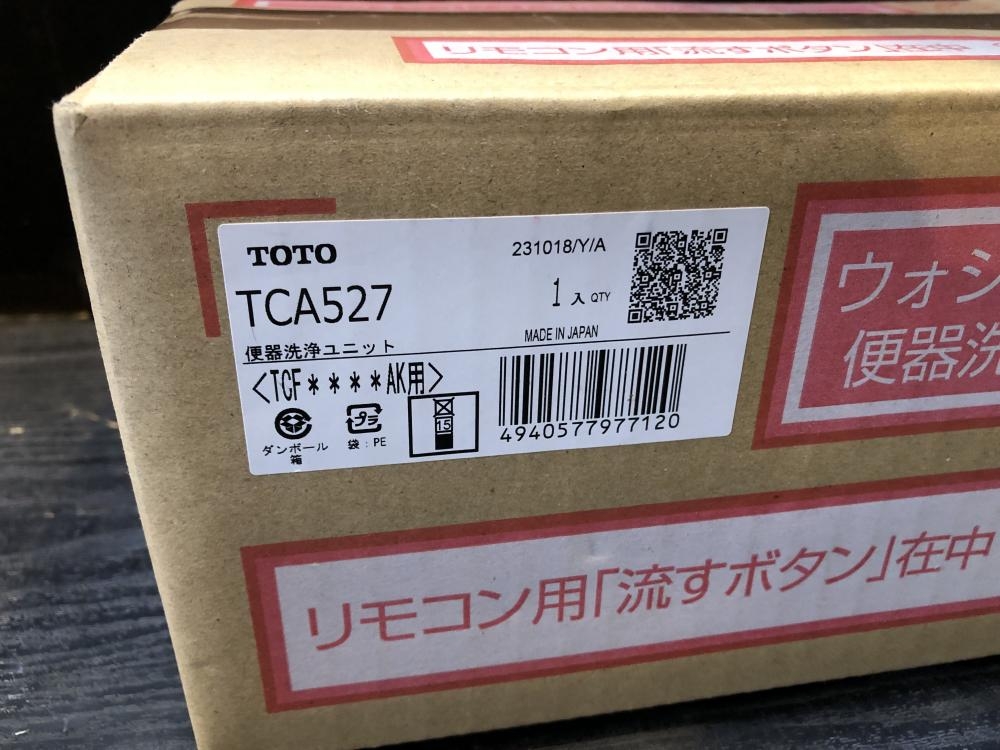 リモコン用「流すボタン」在中
TOTO
231018/Y/A
TCA527
1 入 QTY
MADE IN JAPAN
便器洗浄ユニット
<TCF****AK用>
15
プラ
ダンボール
箱
袋:PE
4940577977120
ウォシ
便器洗
リモコン用「流すボタン」在中